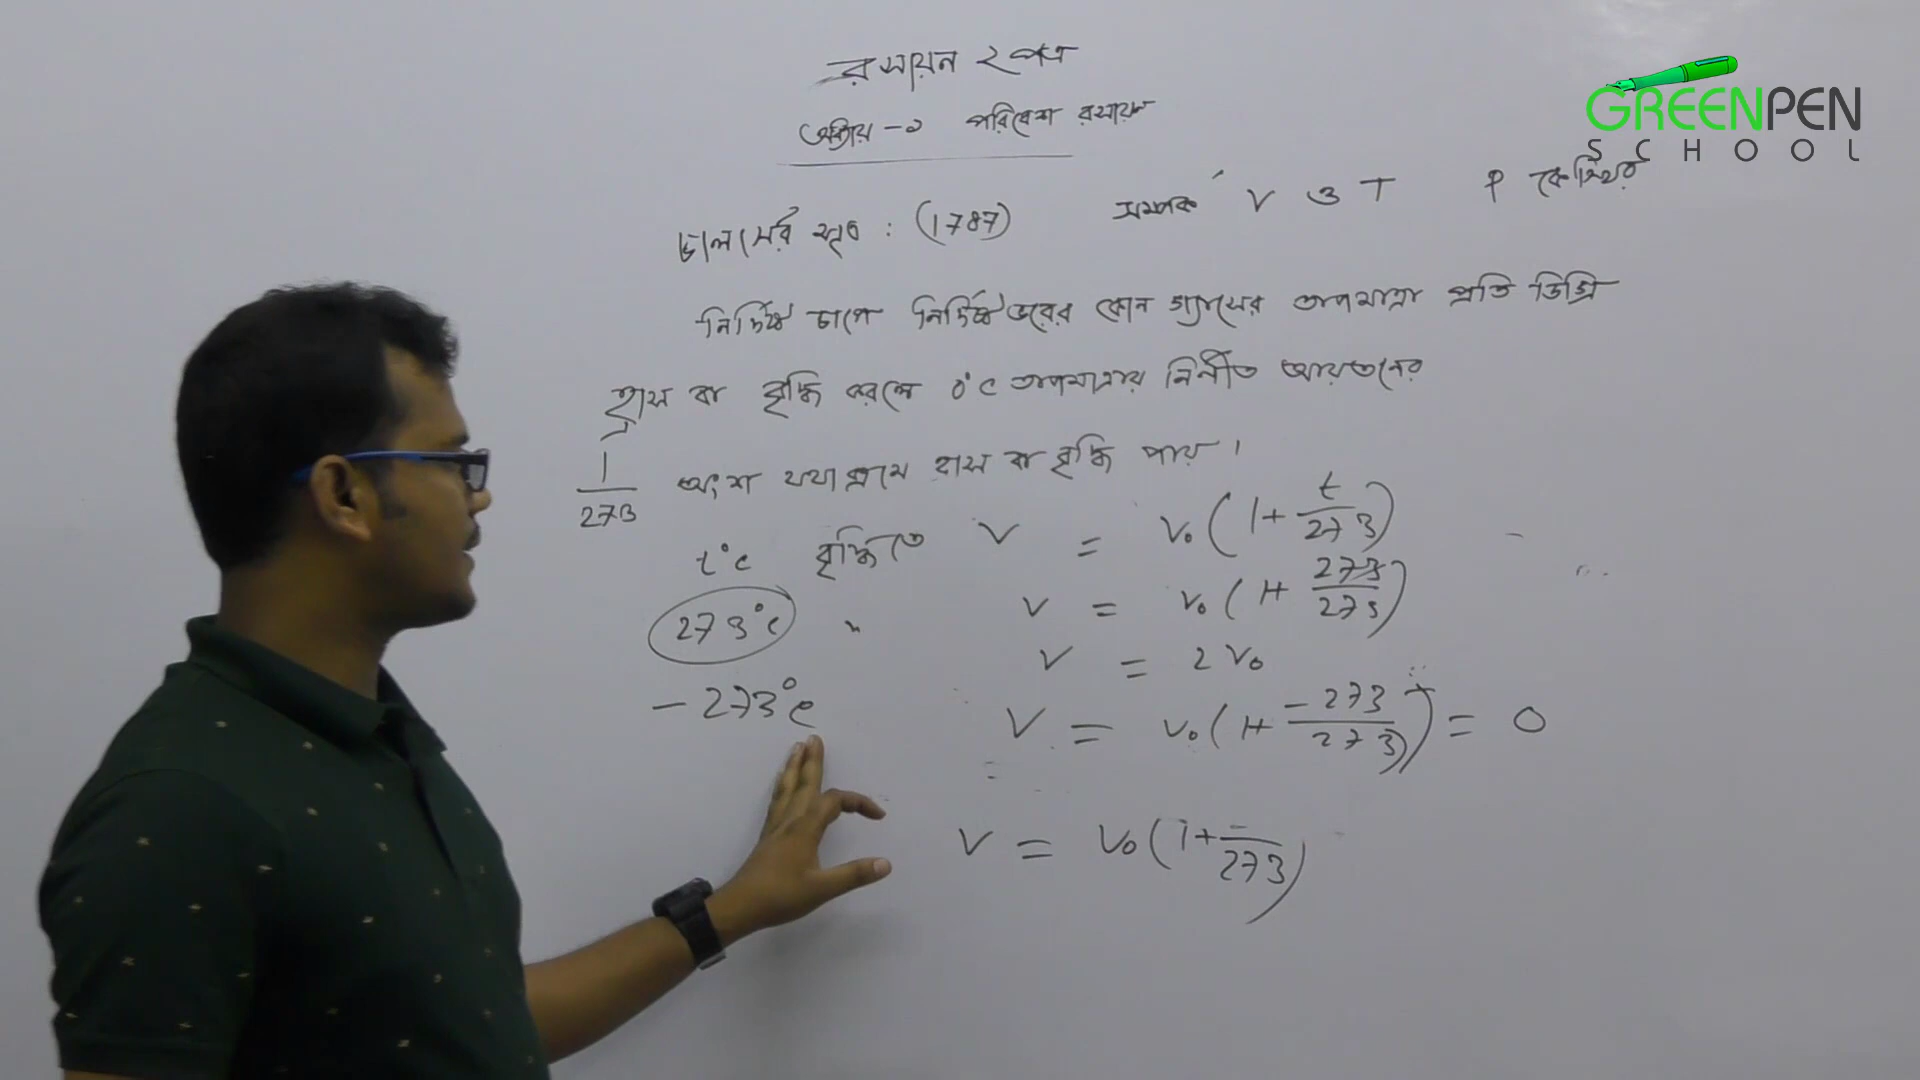 রসায়ন ২ পত্র
অধ্যায় -১ পরিবেশ রসায়ন
GREENPEN
SCHOOL
চার্লসের সূত্র : (1787) সম্পর্ক V ও T P কে স্থির
নির্দিষ্ট চাপে নির্দিষ্ট ভরের কোন গ্যাসের তাপমাত্রা প্রতি ডিগ্রি
হ্রাস বা বৃদ্ধি করলে 0°c তাপমাত্রায় নির্ণীত আয়তনের
1/273 অংশ যথাক্রমে হ্রাস বা বৃদ্ধি পায় ।
t°c বৃদ্ধিতে V = V₀(1+ t/273)
273°c " V = V₀(1+ 273/273)
V = 2V₀
-273°c V = V₀(1+ -273/273) = 0
V = V₀(1+ -/273)